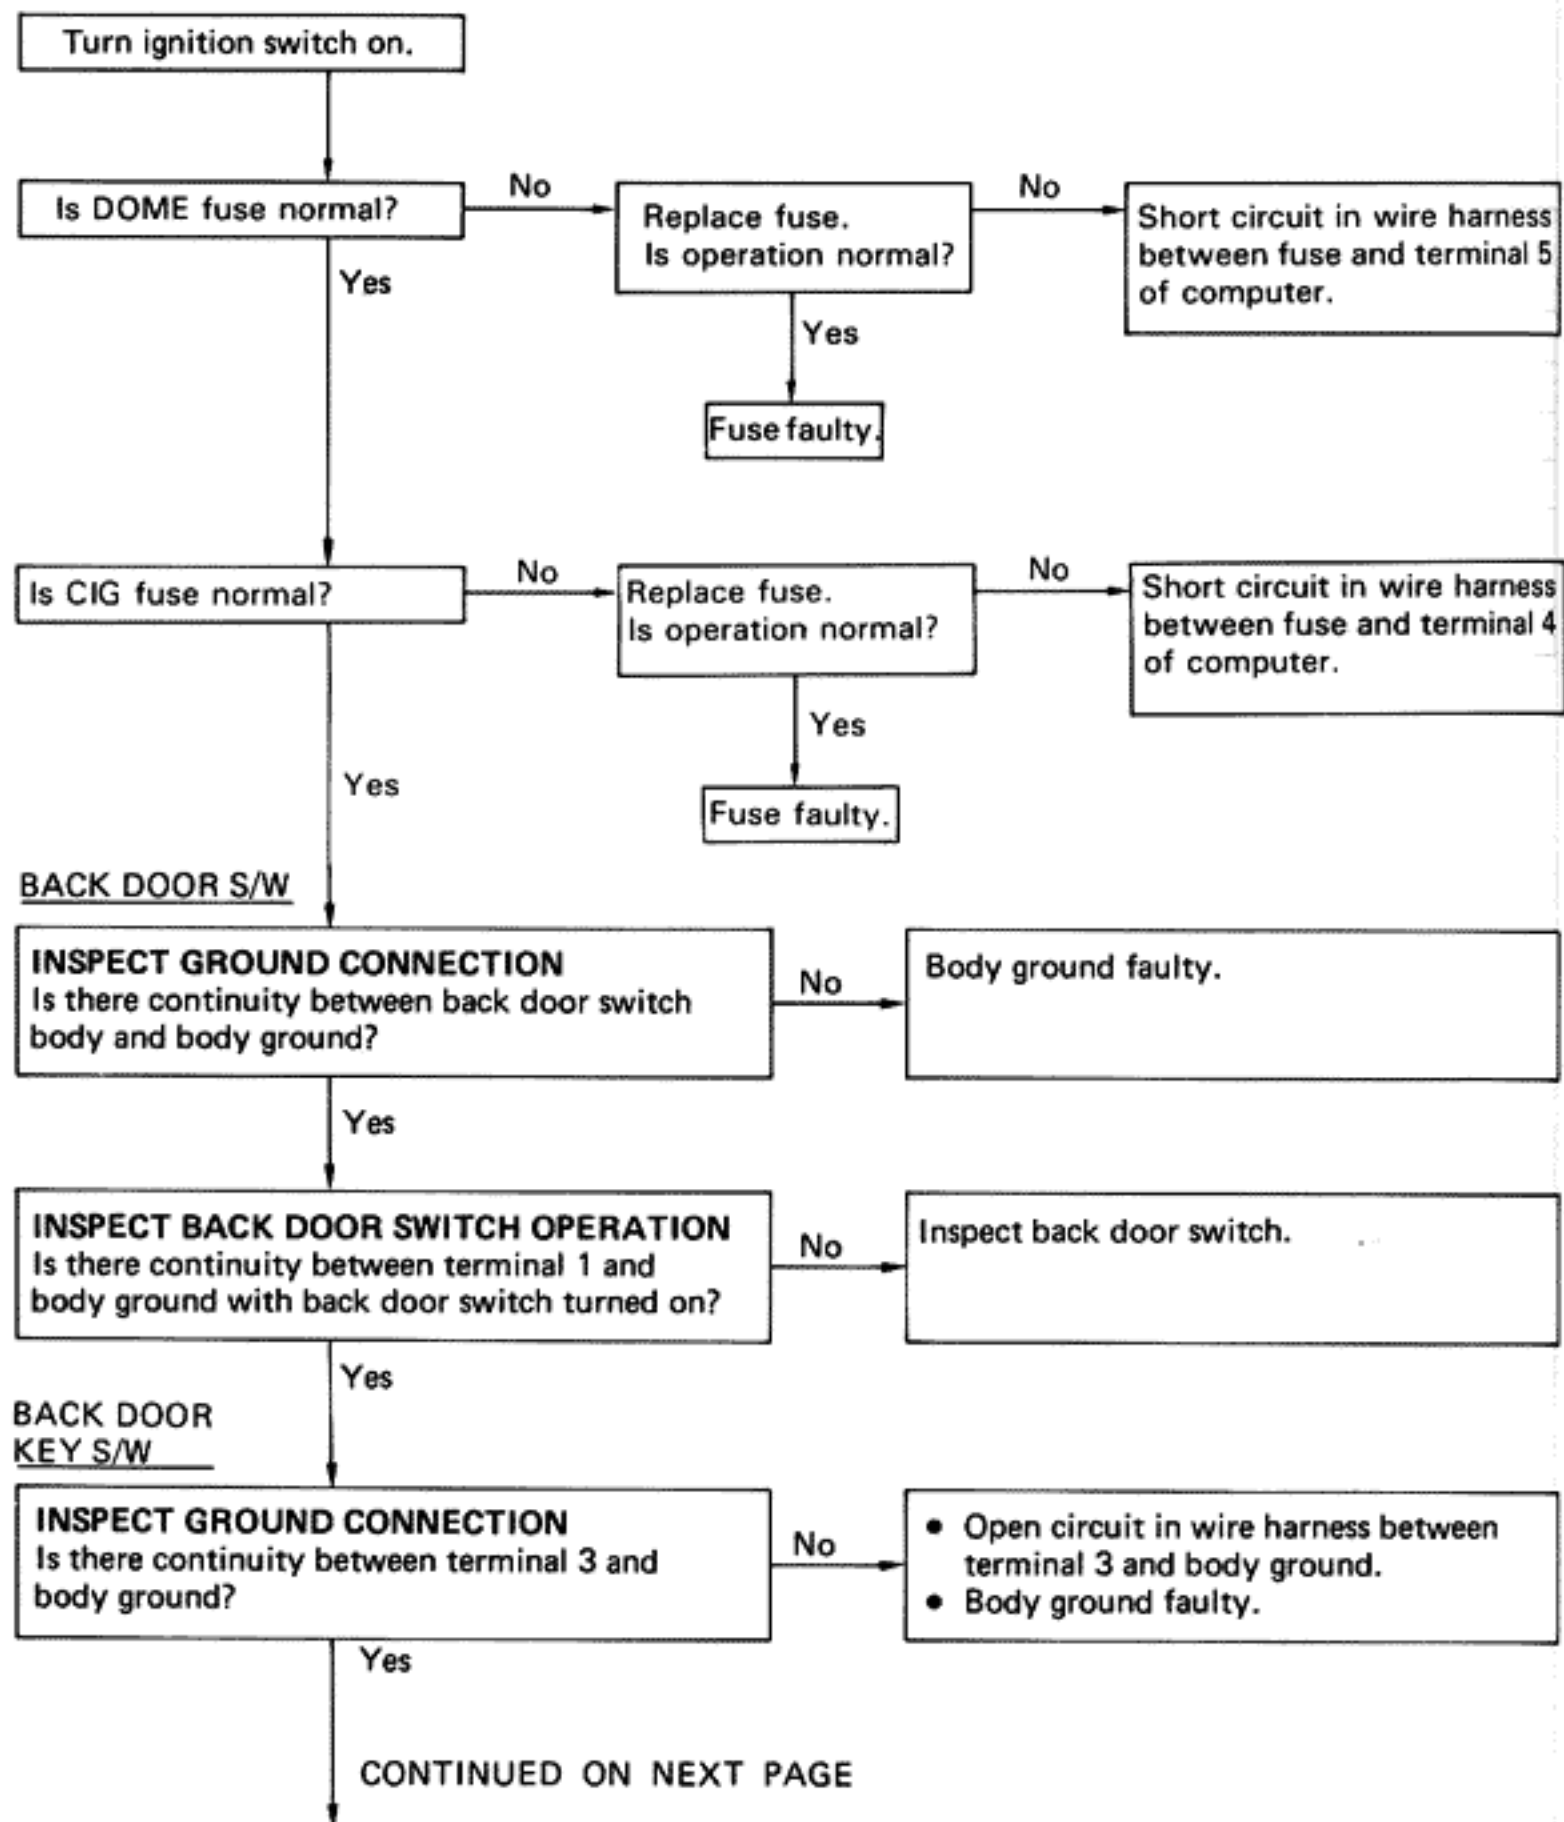 Turn ignition switch on.
Is DOME fuse normal?
No
Replace fuse.
Is operation normal?
No
Short circuit in wire harness
between fuse and terminal 5
of computer.
Yes
Yes
Fuse faulty.
Is CIG fuse normal?
No
Replace fuse.
Is operation normal?
No
Short circuit in wire harness
between fuse and terminal 4
of computer.
Yes
Yes
Fuse faulty.
BACK DOOR S/W
INSPECT GROUND CONNECTION
Is there continuity between back door switch
body and body ground?
No
Body ground faulty.
Yes
INSPECT BACK DOOR SWITCH OPERATION
Is there continuity between terminal 1 and
body ground with back door switch turned on?
No
Inspect back door switch.
Yes
BACK DOOR
KEY S/W
INSPECT GROUND CONNECTION
Is there continuity between terminal 3 and
body ground?
No
● Open circuit in wire harness between
terminal 3 and body ground.
● Body ground faulty.
Yes
CONTINUED ON NEXT PAGE